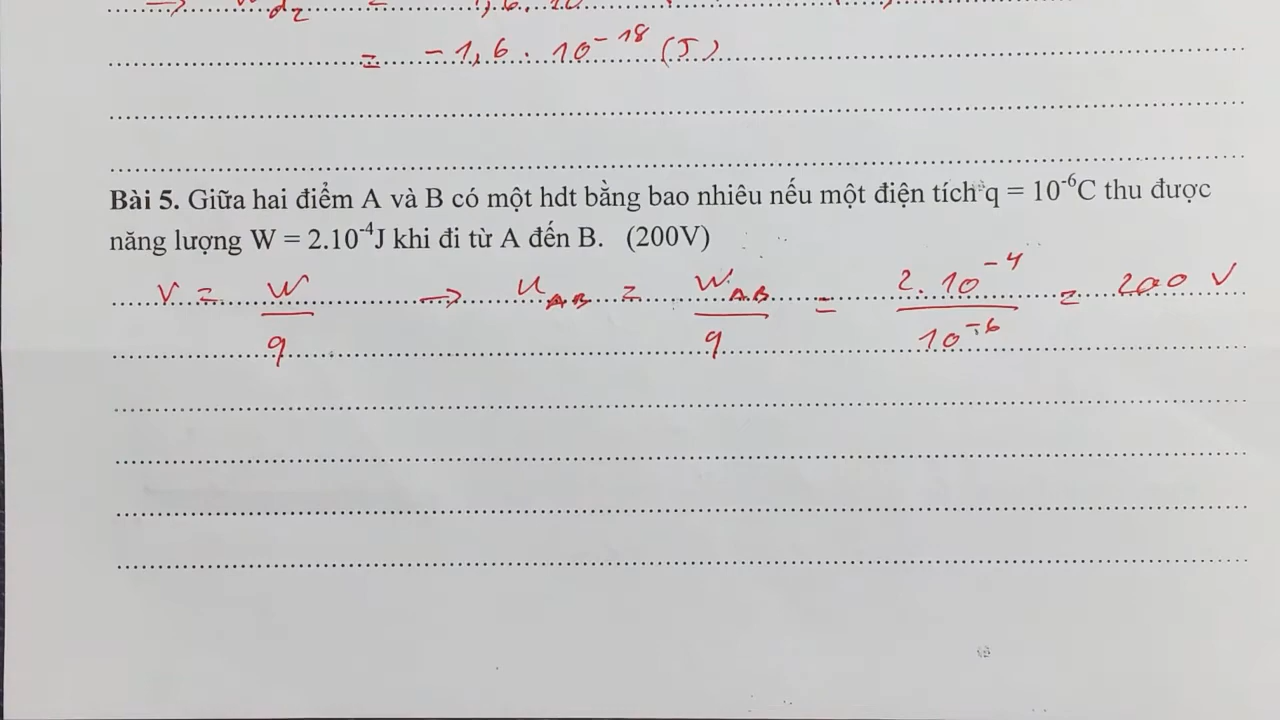 = -1,6.10⁻¹⁸ (J)
Bài 5. Giữa hai điểm A và B có một hdt bằng bao nhiêu nếu một điện tích q = 10⁻⁶C thu được
năng lượng W = 2.10⁻⁴J khi đi từ A đến B. (200V)
V = W/q → U_AB = W_AB/q = 2.10⁻⁴/10⁻⁶ = 200 V